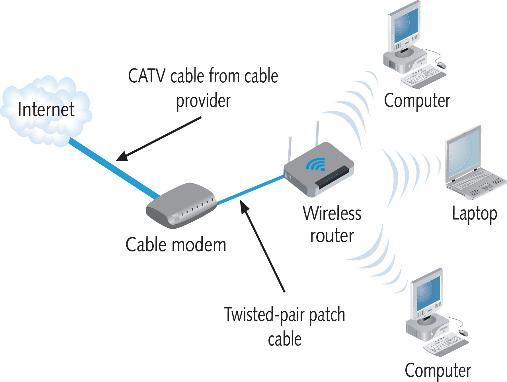 CATV cable from cable
provider
Internet
Computer
Cable modem
Wireless
router
Laptop
Twisted-pair patch
cable
Computer